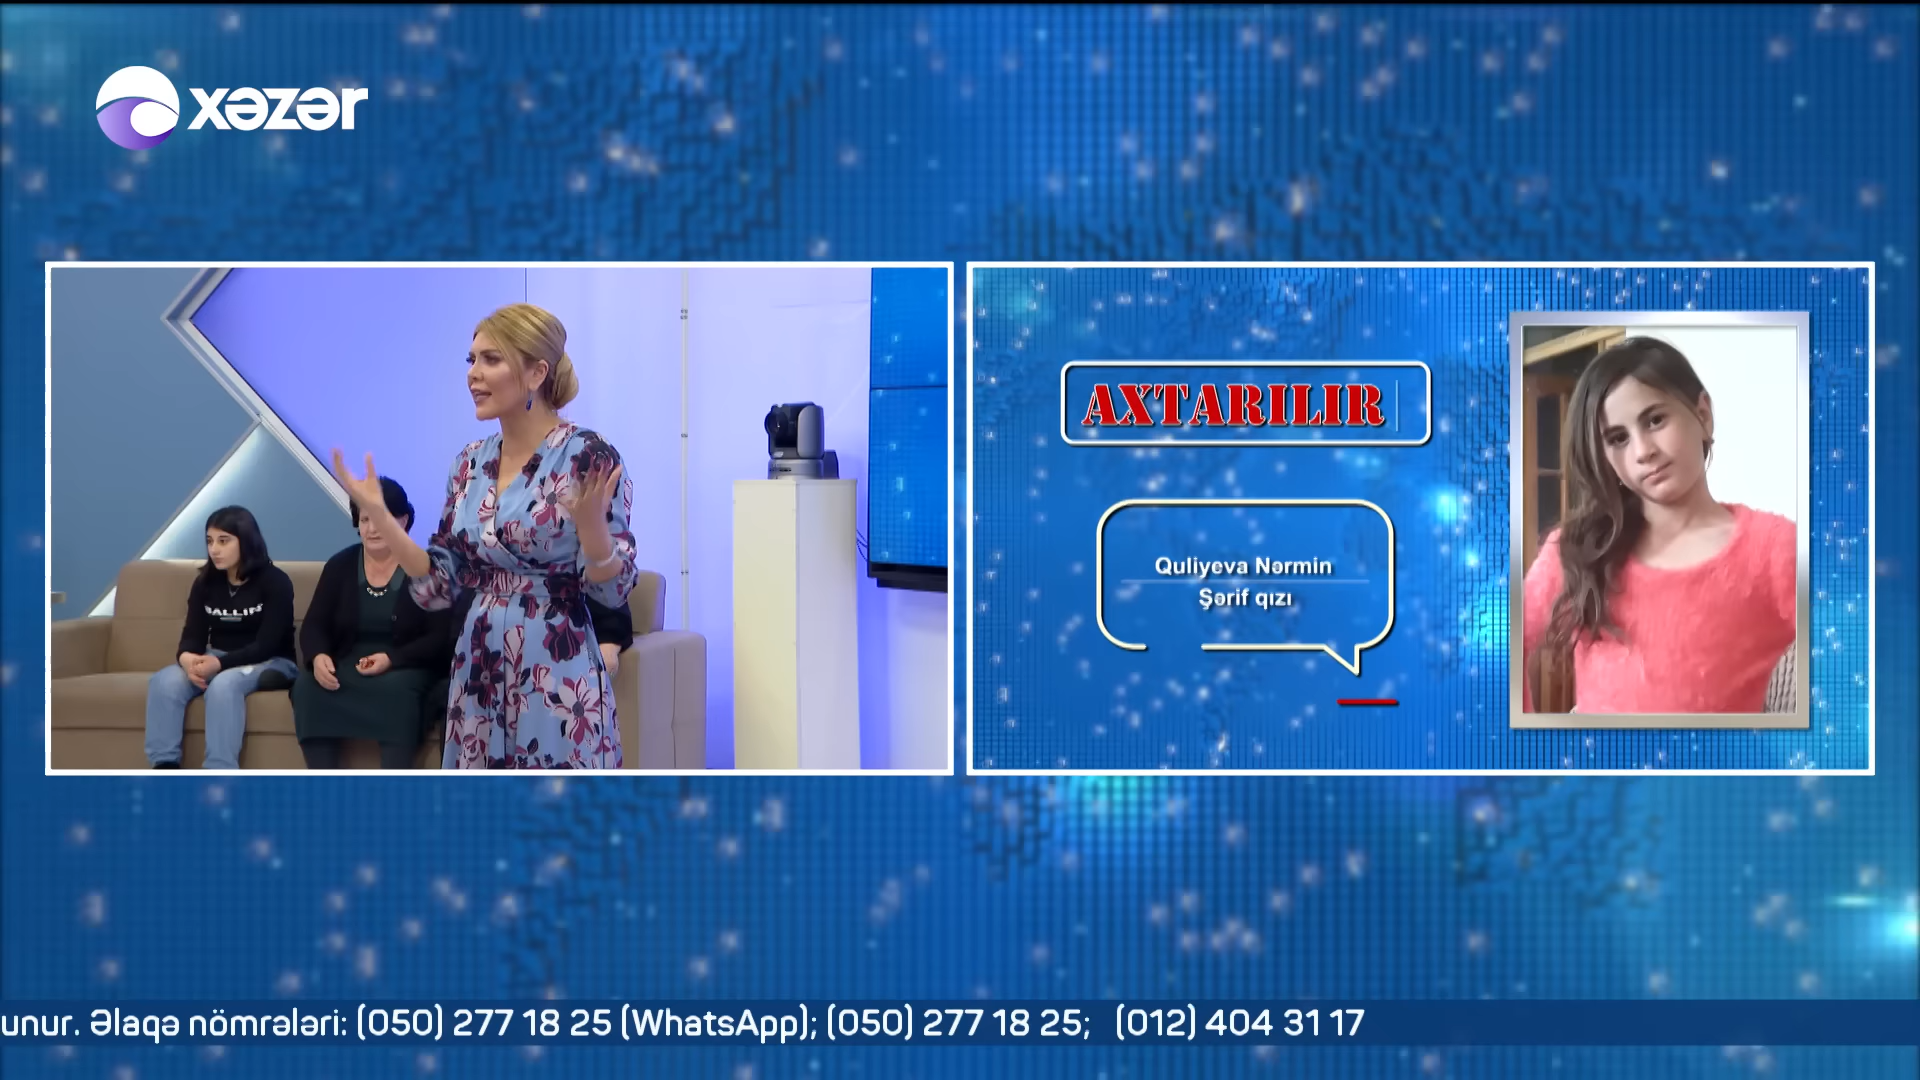 xəzər
BALLIN
AXTARILIR
Quliyeva Nərmin
Şərif qızı
unur. Əlaqə nömrələri: (050) 277 18 25 (WhatsApp); (050) 277 18 25; (012) 404 31 17